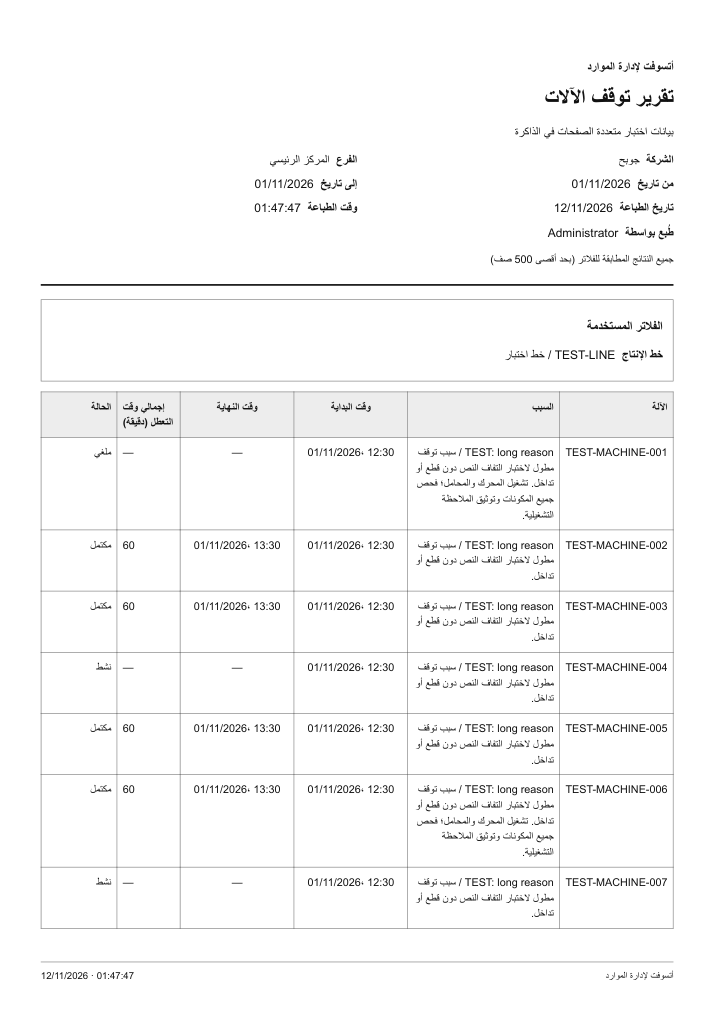 أتسوفت لإدارة الموارد
تقرير توقف الآلات
بيانات اختبار متعددة الصفحات في الذاكرة
الشركة جويح
الفرع المركز الرئيسي
من تاريخ 01/11/2026
إلى تاريخ 01/11/2026
تاريخ الطباعة 12/11/2026
وقت الطباعة 01:47:47
طُبع بواسطة Administrator
جميع النتائج المطابقة للفلاتر (بحد أقصى 500 صف)
الفلاتر المستخدمة
خط الإنتاج TEST-LINE / خط اختبار
الآلة السبب وقت البداية وقت النهاية إجمالي وقت الحالة
التعطل (دقيقة)
TEST-MACHINE-001 TEST: long reason / سبب توقف 01/11/2026، 12:30 — — ملغي
مطول لاختبار التفاف النص دون قطع أو
تداخل. تشغيل المحرك والمحامل؛ فحص
جميع المكونات وتوثيق الملاحظة
التشغيلية.
TEST-MACHINE-002 TEST: long reason / سبب توقف 01/11/2026، 12:30 01/11/2026، 13:30 60 مكتمل
مطول لاختبار التفاف النص دون قطع أو
تداخل.
TEST-MACHINE-003 TEST: long reason / سبب توقف 01/11/2026، 12:30 01/11/2026، 13:30 60 مكتمل
مطول لاختبار التفاف النص دون قطع أو
تداخل.
TEST-MACHINE-004 TEST: long reason / سبب توقف 01/11/2026، 12:30 — — نشط
مطول لاختبار التفاف النص دون قطع أو
تداخل.
TEST-MACHINE-005 TEST: long reason / سبب توقف 01/11/2026، 12:30 01/11/2026، 13:30 60 مكتمل
مطول لاختبار التفاف النص دون قطع أو
تداخل.
TEST-MACHINE-006 TEST: long reason / سبب توقف 01/11/2026، 12:30 01/11/2026، 13:30 60 مكتمل
مطول لاختبار التفاف النص دون قطع أو
تداخل. تشغيل المحرك والمحامل؛ فحص
جميع المكونات وتوثيق الملاحظة
التشغيلية.
TEST-MACHINE-007 TEST: long reason / سبب توقف 01/11/2026، 12:30 — — نشط
مطول لاختبار التفاف النص دون قطع أو
تداخل.
أتسوفت لإدارة الموارد
12/11/2026 · 01:47:47